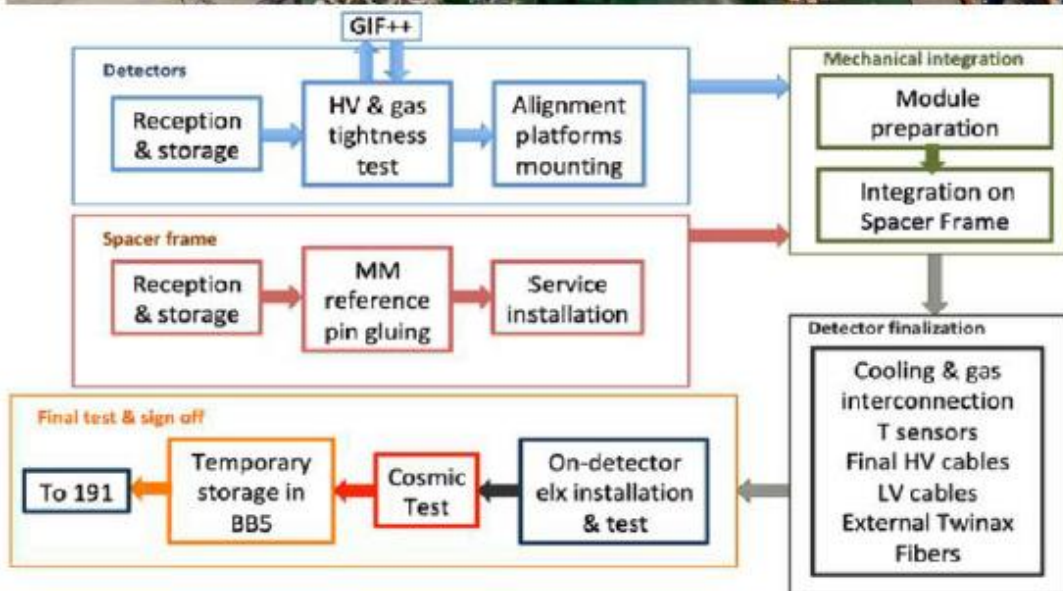 GIF++
Detectors
Reception
& storage
HV & gas
tightness
test
Alignment
platforms
mounting
Mechanical integration
Module
preparation
Integration on
Spacer Frame
Spacer frame
Reception
& storage
MM
reference
pin gluing
Service
installation
Detector finalization
Cooling & gas
interconnection
T sensors
Final HV cables
LV cables
External Twinax
Fibers
Final test & sign off
To 191
Temporary
storage in
BB5
Cosmic
Test
On-detector
elx installation
& test